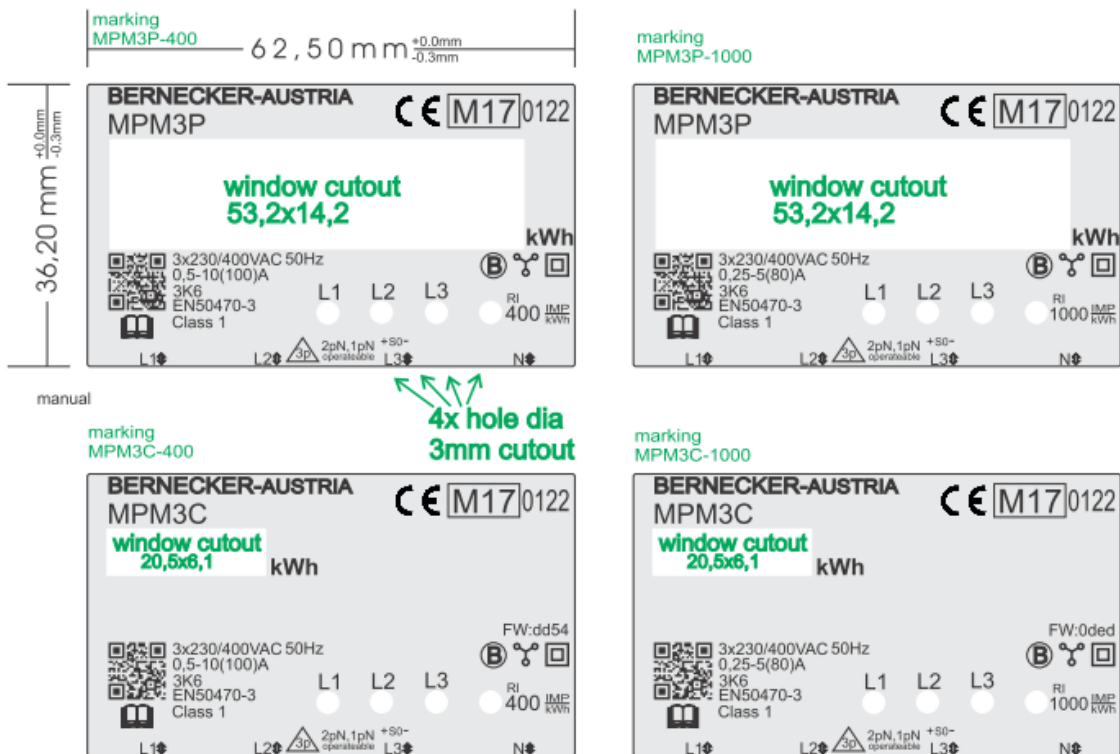 marking
MPM3P-400
62,50mm +0.0mm -0.3mm
marking
MPM3P-1000
36,20 mm +0.0mm -0.3mm
BERNECKER-AUSTRIA
MPM3P
CE M17 0122
window cutout
53,2x14,2
kWh
3x230/400VAC 50Hz
0,5-10(100)A
3K6
EN50470-3
Class 1
B
L1 L2 L3
RI
400 IMP/kWh
3p
2pN,1pN
operateable
+S0-
L1 L2 L3 N
BERNECKER-AUSTRIA
MPM3P
CE M17 0122
window cutout
53,2x14,2
kWh
3x230/400VAC 50Hz
0,25-5(80)A
3K6
EN50470-3
Class 1
B
L1 L2 L3
RI
1000 IMP/kWh
3p
2pN,1pN
operateable
+S0-
L1 L2 L3 N
manual
4x hole dia
3mm cutout
marking
MPM3C-400
BERNECKER-AUSTRIA
MPM3C
CE M17 0122
window cutout
20,5x6,1
kWh
FW:dd54
3x230/400VAC 50Hz
0,5-10(100)A
3K6
EN50470-3
Class 1
B
L1 L2 L3
RI
400 IMP/kWh
3p
2pN,1pN
operateable
+S0-
L1 L2 L3 N
marking
MPM3C-1000
BERNECKER-AUSTRIA
MPM3C
CE M17 0122
window cutout
20,5x6,1
kWh
FW:0ded
3x230/400VAC 50Hz
0,25-5(80)A
3K6
EN50470-3
Class 1
B
L1 L2 L3
RI
1000 IMP/kWh
3p
2pN,1pN
operateable
+S0-
L1 L2 L3 N